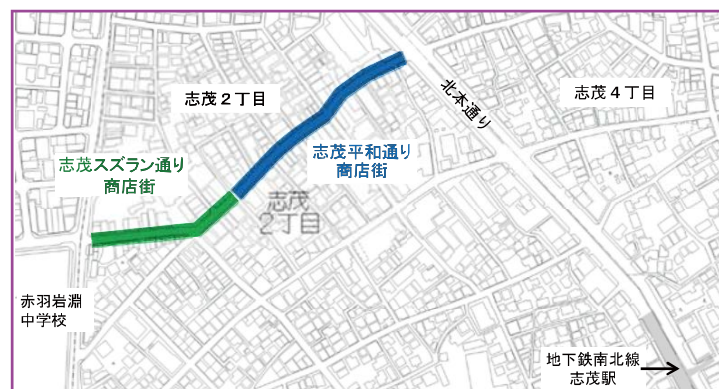 志茂２丁目
志茂４丁目
北本通り
志茂平和通り
商店街
志茂スズラン通り
商店街
志茂
２丁目
赤羽岩淵
中学校
地下鉄南北線
志茂駅